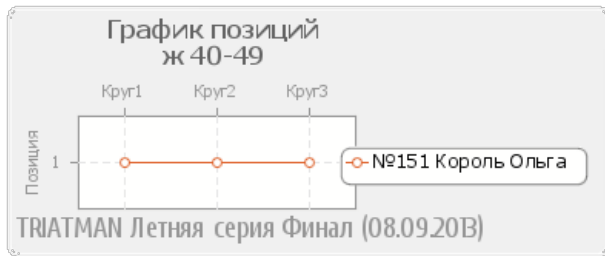 График позиций
ж 40-49
Круг1 Круг2 Круг3
Позиция
1
№151 Король Ольга
TRIATMAN Летняя серия Финал (08.09.2013)